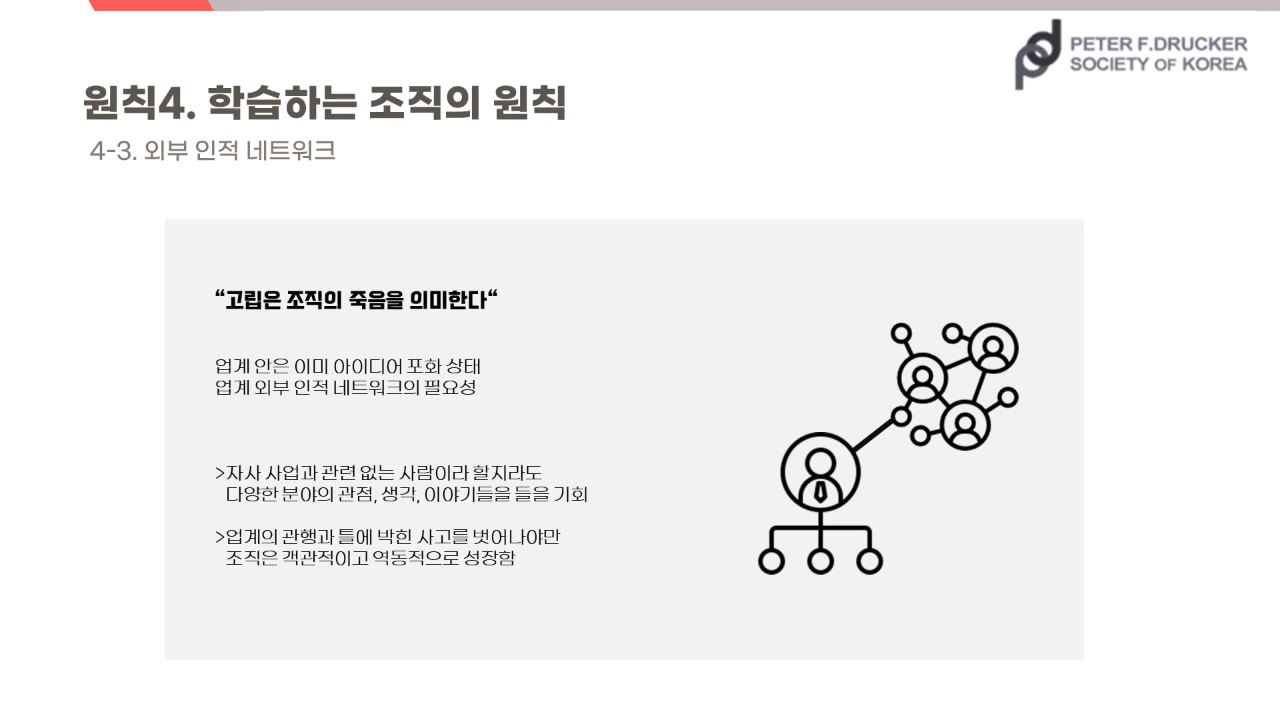 PETER F.DRUCKER
SOCIETY OF KOREA
원칙4. 학습하는 조직의 원칙
4-3. 외부 인적 네트워크
“고립은 조직의 죽음을 의미한다“
업계 안은 이미 아이디어 포화 상태
업계 외부 인적 네트워크의 필요성
>자사 사업과 관련 없는 사람이라 할지라도
다양한 분야의 관점, 생각, 이야기들을 들을 기회
>업계의 관행과 틀에 박힌 사고를 벗어나야만
조직은 객관적이고 역동적으로 성장함